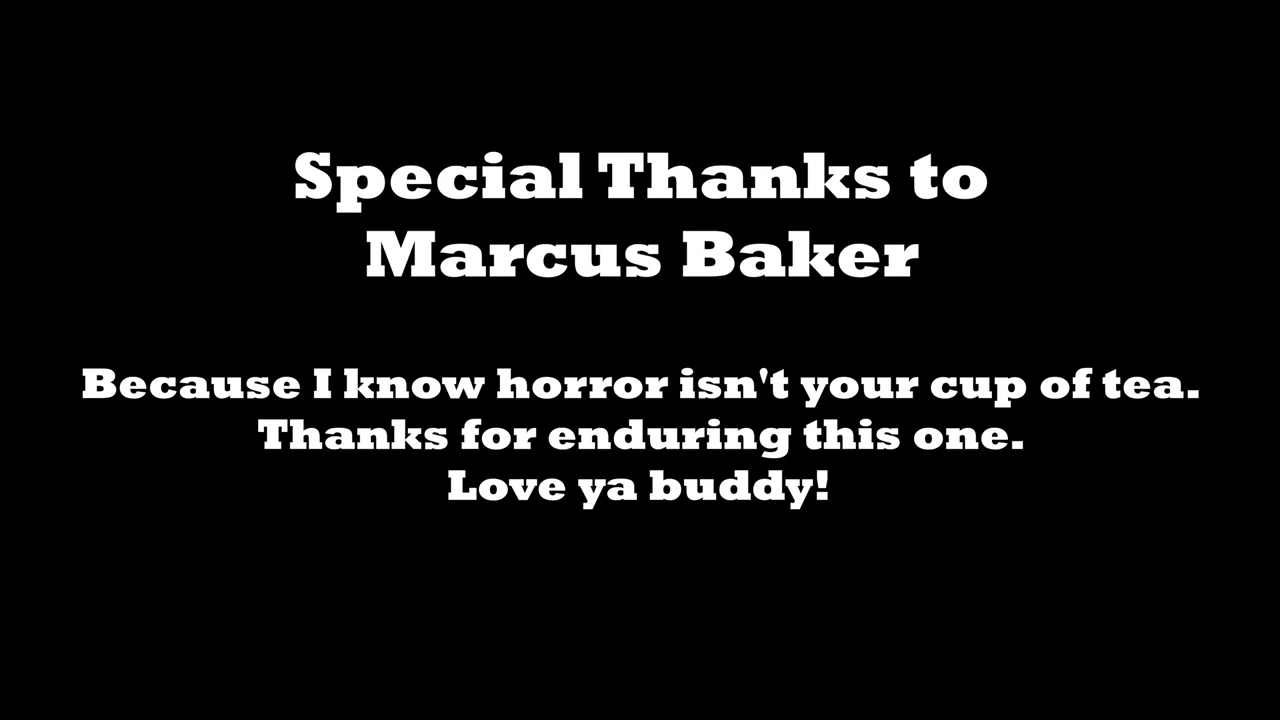 Special Thanks to
Marcus Baker
Because I know horror isn't your cup of tea.
Thanks for enduring this one.
Love ya buddy!